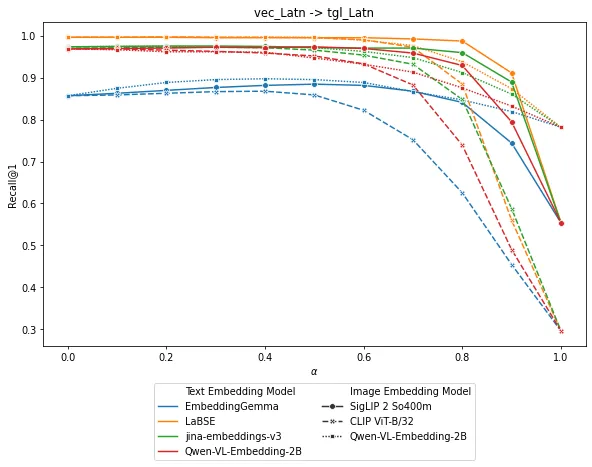 vec_Latn -> tgl_Latn
Recall@1
1.0
0.9
0.8
0.7
0.6
0.5
0.4
0.3
0.0 0.2 0.4 0.6 0.8 1.0
α
Text Embedding Model
EmbeddingGemma
LaBSE
jina-embeddings-v3
Qwen-VL-Embedding-2B
Image Embedding Model
SigLIP 2 So400m
CLIP ViT-B/32
Qwen-VL-Embedding-2B